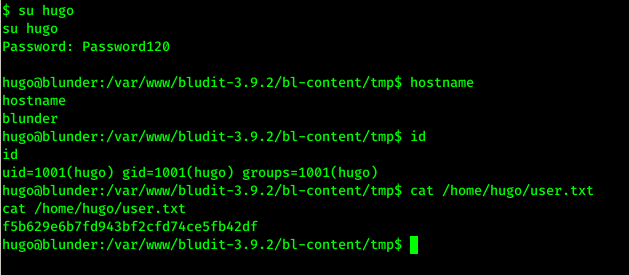 $ su hugo
su hugo
Password: Password120
hugo@blunder:/var/www/bludit-3.9.2/bl-content/tmp$ hostname
hostname
blunder
hugo@blunder:/var/www/bludit-3.9.2/bl-content/tmp$ id
id
uid=1001(hugo) gid=1001(hugo) groups=1001(hugo)
hugo@blunder:/var/www/bludit-3.9.2/bl-content/tmp$ cat /home/hugo/user.txt
cat /home/hugo/user.txt
f5b629e6b7fd943bf2cfd74ce5fb42df
hugo@blunder:/var/www/bludit-3.9.2/bl-content/tmp$